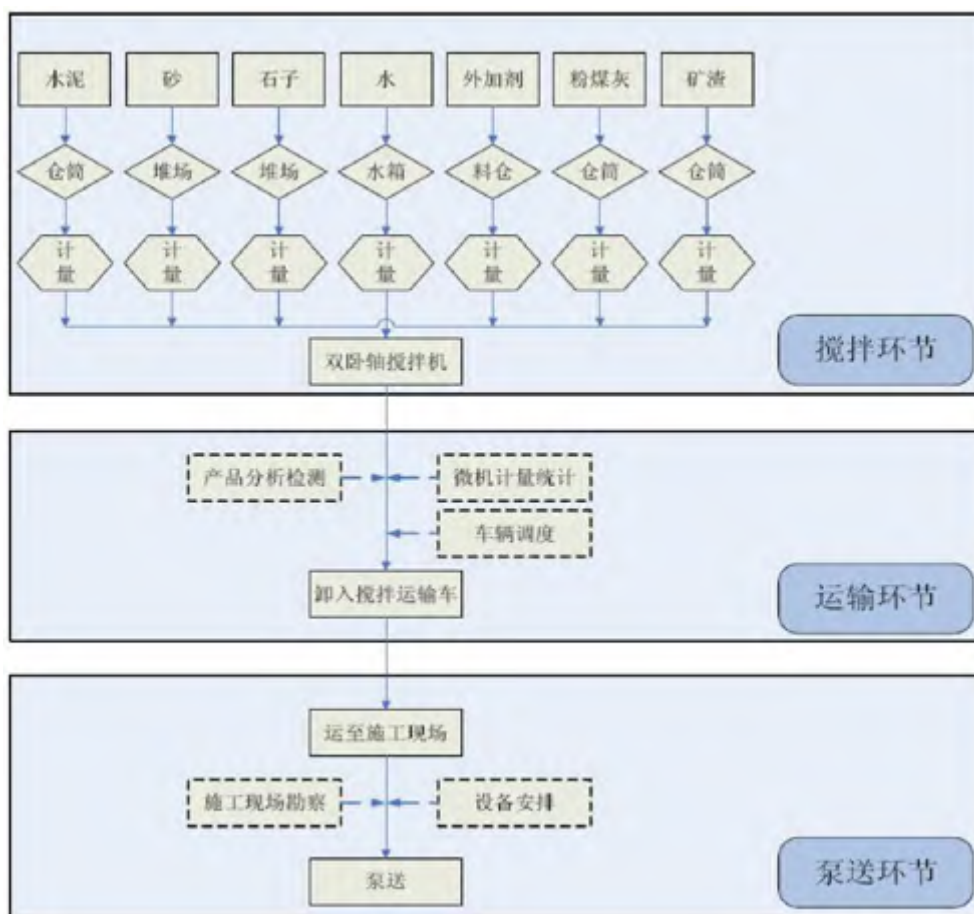 水泥 砂 石子 水 外加剂 粉煤灰 矿渣
仓筒 堆场 堆场 水箱 料仓 仓筒 仓筒
计 计 计 计 计 计 计
量 量 量 量 量 量 量
双卧轴搅拌机
搅拌环节
产品分析检测 微机计量统计
车辆调度
卸入搅拌运输车
运输环节
运至施工现场
施工现场勘察 设备安排
泵送
泵送环节